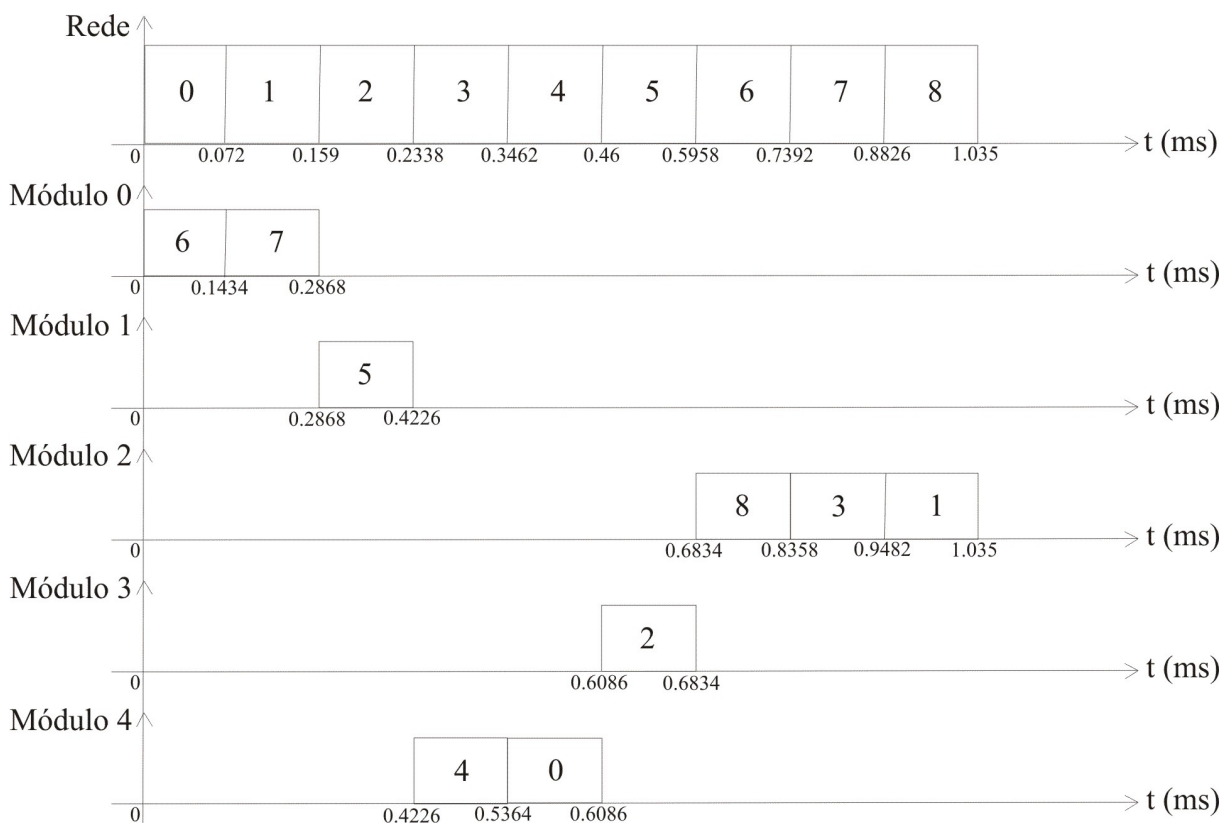 Rede
0 1 2 3 4 5 6 7 8
0 0.072 0.159 0.2338 0.3462 0.46 0.5958 0.7392 0.8826 1.035 t (ms)
Módulo 0
6 7
0 0.1434 0.2868 t (ms)
Módulo 1
5
0 0.2868 0.4226 t (ms)
Módulo 2
8 3 1
0 0.6834 0.8358 0.9482 1.035 t (ms)
Módulo 3
2
0 0.6086 0.6834 t (ms)
Módulo 4
4 0
0 0.4226 0.5364 0.6086 t (ms)